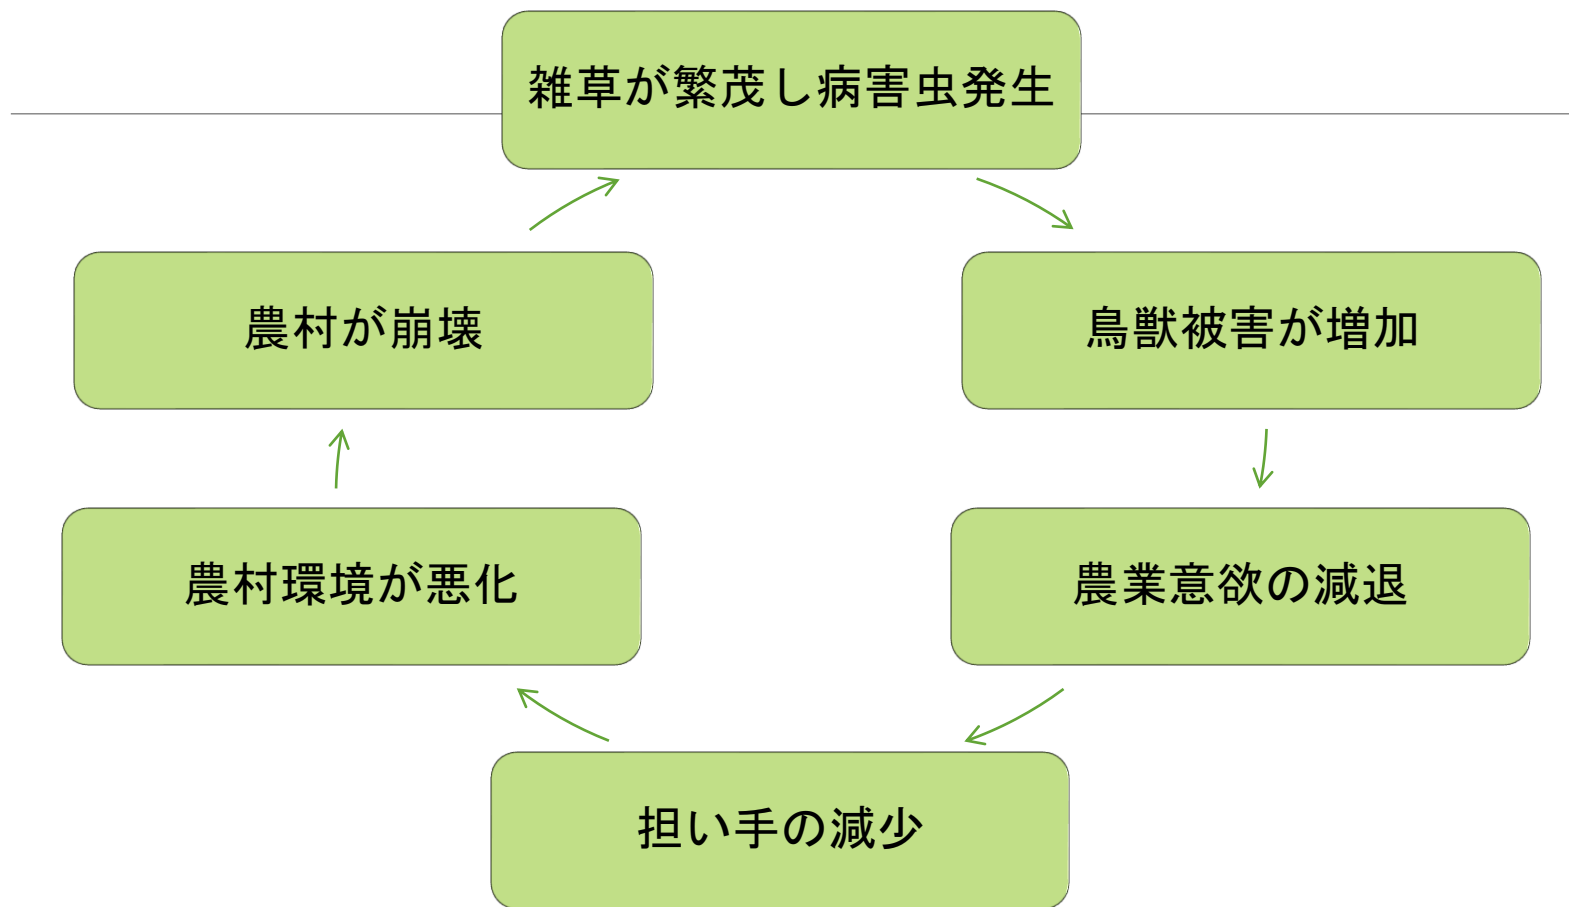 雑草が繁茂し病害虫発生
鳥獣被害が増加
農業意欲の減退
担い手の減少
農村環境が悪化
農村が崩壊